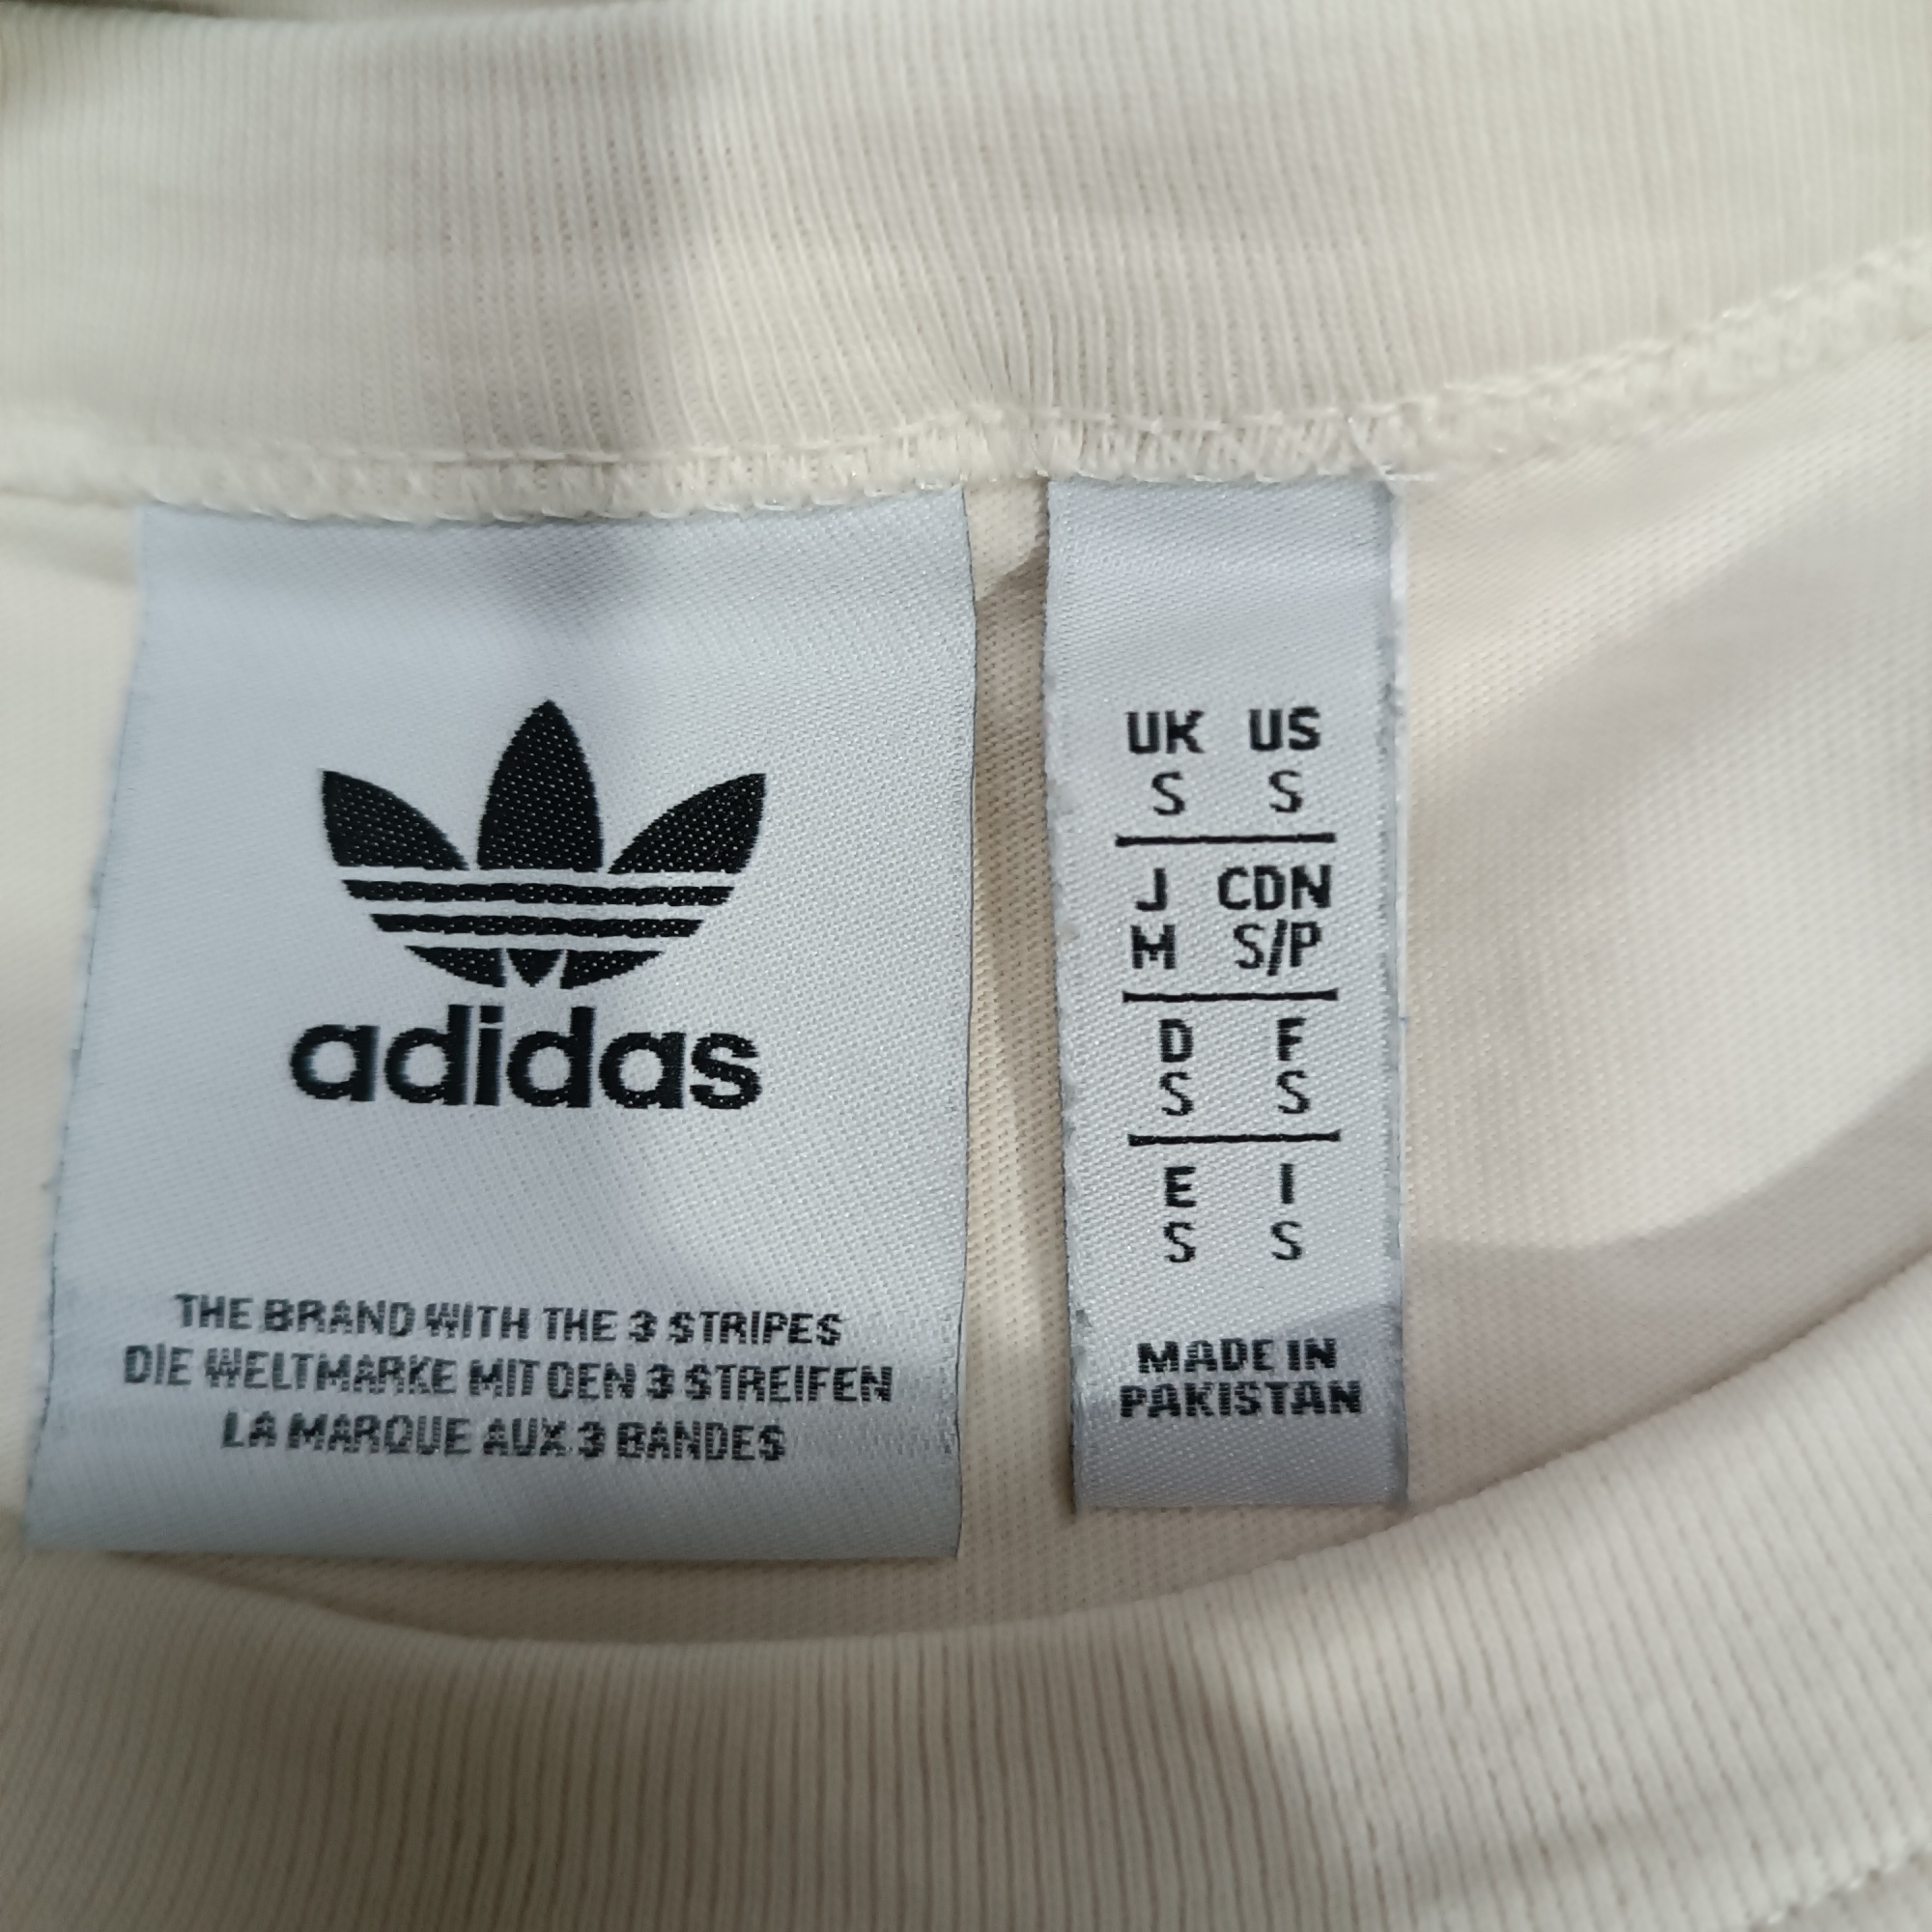 adidas
THE BRAND WITH THE 3 STRIPES
DIE WELTMARKE MIT DEN 3 STREIFEN
LA MARQUE AUX 3 BANDES
UK US
S S
J CDN
M S/P
D F
S S
E I
S S
MADE IN
PAKISTAN